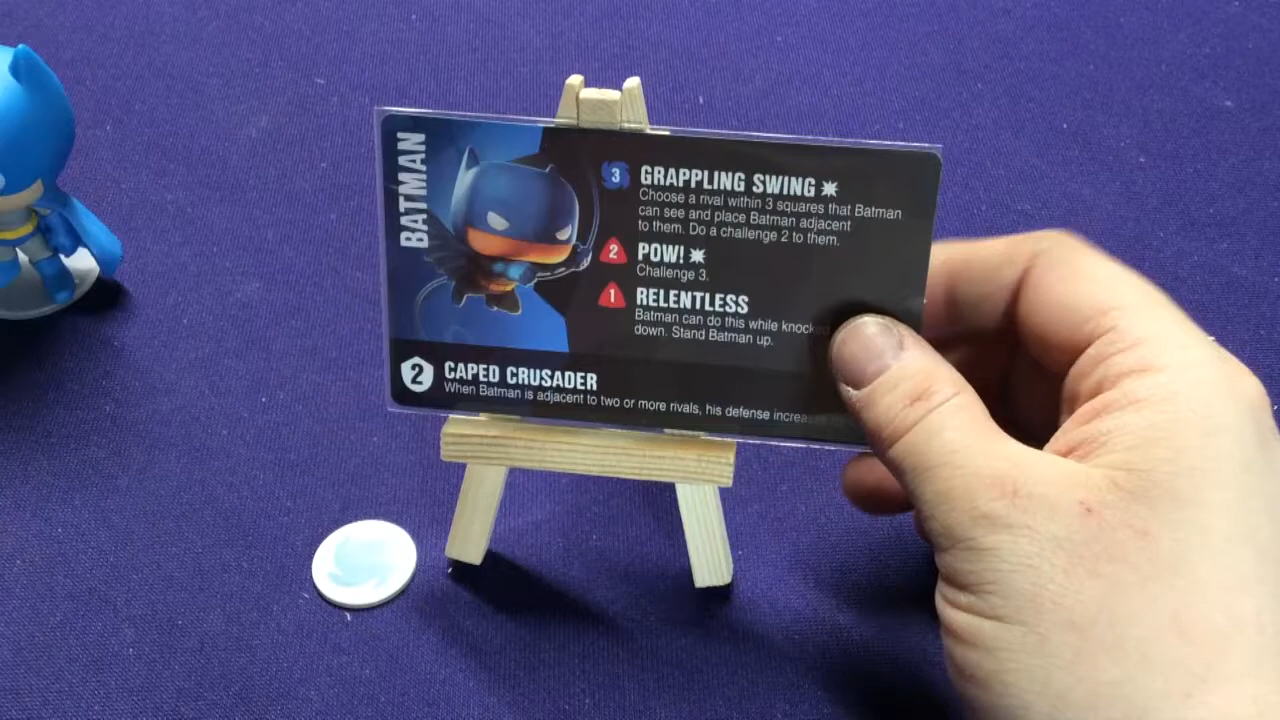 BATMAN
3 GRAPPLING SWING
Choose a rival within 3 squares that Batman
can see and place Batman adjacent
to them. Do a challenge 2 to them.
2 POW!
Challenge 3.
1 RELENTLESS
Batman can do this while knocked
down. Stand Batman up.
2 CAPED CRUSADER
When Batman is adjacent to two or more rivals, his defense